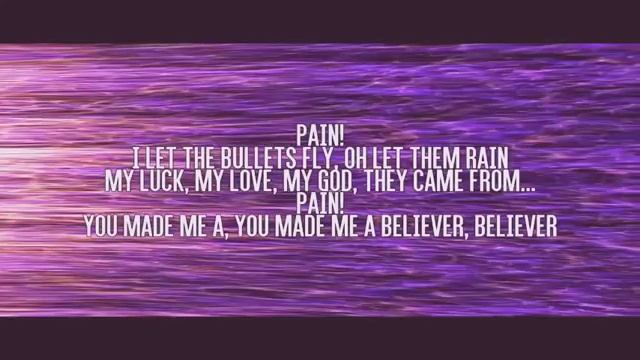 PAIN!
I LET THE BULLETS FLY, OH LET THEM RAIN
MY LUCK, MY LOVE, MY GOD, THEY CAME FROM...
PAIN!
YOU MADE ME A, YOU MADE ME A BELIEVER, BELIEVER